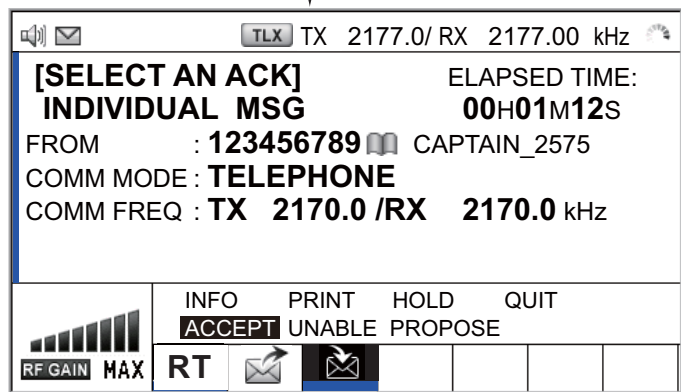 TLX TX 2177.0/ RX 2177.00 kHz
[SELECT AN ACK] ELAPSED TIME:
INDIVIDUAL MSG 00H01M12S
FROM : 123456789 CAPTAIN_2575
COMM MODE : TELEPHONE
COMM FREQ : TX 2170.0 /RX 2170.0 kHz
INFO PRINT HOLD QUIT
ACCEPT UNABLE PROPOSE
RF GAIN MAX RT